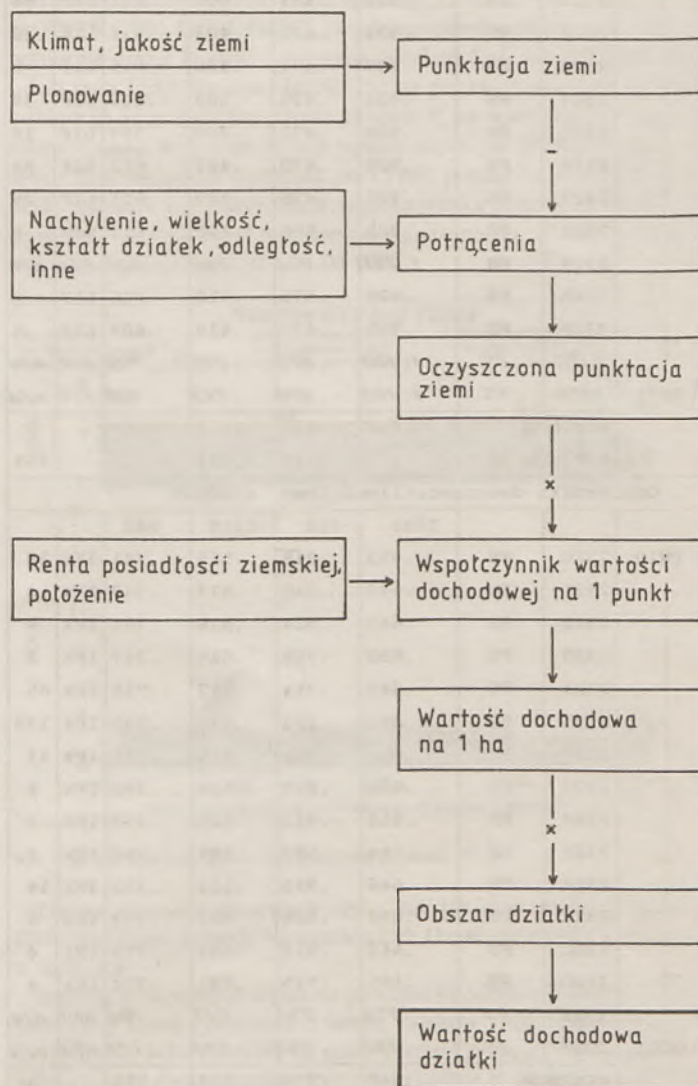 Klimat, jakość ziemi
Plonowanie
Punktacja ziemi
-
Nachylenie, wielkość,
kształt działek, odległość,
inne
Potrącenia
Oczyszczona punktacja
ziemi
×
Renta posiadłosći ziemskiej,
położenie
Współczynnik wartości
dochodowej na 1 punkt
Wartość dochodowa
na 1 ha
×
Obszar działki
Wartość dochodowa
działki